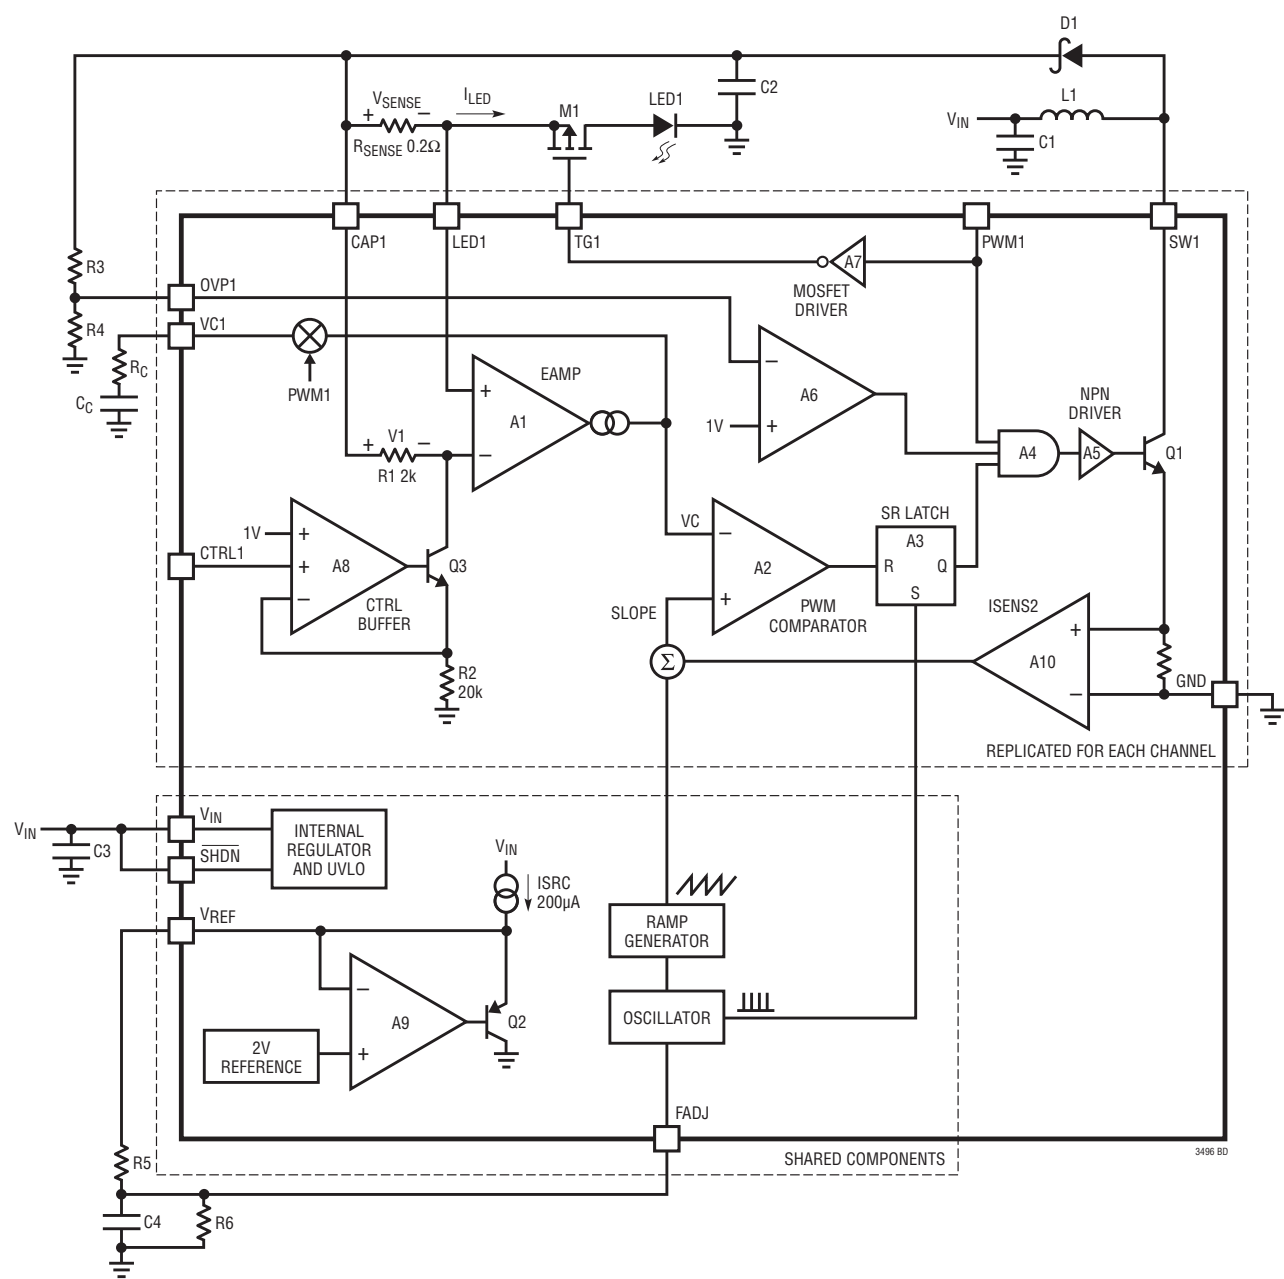 D1
VSENSE
ILED
M1
LED1
C2
L1
VIN
C1
+
−
RSENSE 0.2Ω
CAP1
LED1
TG1
PWM1
SW1
R3
OVP1
A7
MOSFET
DRIVER
R4
VC1
RC
CC
PWM1
EAMP
−
A6
1V
+
NPN
DRIVER
+
A1
−
+
V1
−
R1 2k
A4
A5
Q1
1V
+
CTRL1
+
A8
−
Q3
CTRL
BUFFER
VC
−
A2
+
PWM
COMPARATOR
SR LATCH
A3
R
Q
S
SLOPE
Σ
ISENS2
+
A10
−
R2
20k
GND
REPLICATED FOR EACH CHANNEL
VIN
VIN
C3
SHDN
INTERNAL
REGULATOR
AND UVLO
VIN
ISRC
200µA
VREF
−
A9
+
Q2
2V
REFERENCE
RAMP
GENERATOR
OSCILLATOR
FADJ
R5
SHARED COMPONENTS
3496 BD
C4
R6